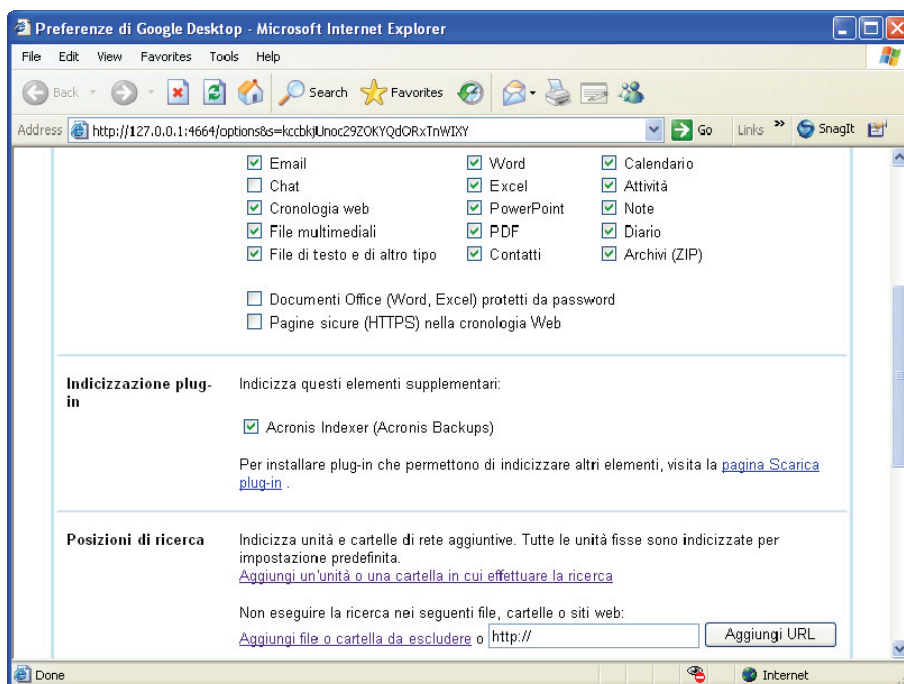 Preferenze di Google Desktop - Microsoft Internet Explorer
File Edit View Favorites Tools Help
Back Search Favorites
Address http://127.0.0.1:4664/options&s=kccbkjUnoc29ZOKYQdORxTnWIXY Go Links » SnagIt
Email Word Calendario
Chat Excel Attività
Cronologia web PowerPoint Note
File multimediali PDF Diario
File di testo e di altro tipo Contatti Archivi (ZIP)
Documenti Office (Word, Excel) protetti da password
Pagine sicure (HTTPS) nella cronologia Web
Indicizzazione plug-in Indicizza questi elementi supplementari:
Acronis Indexer (Acronis Backups)
Per installare plug-in che permettono di indicizzare altri elementi, visita la pagina Scarica
plug-in .
Posizioni di ricerca Indicizza unità e cartelle di rete aggiuntive. Tutte le unità fisse sono indicizzate per
impostazione predefinita.
Aggiungi un'unità o una cartella in cui effettuare la ricerca
Non eseguire la ricerca nei seguenti file, cartelle o siti web:
Aggiungi file o cartella da escludere o http:// Aggiungi URL
Done Internet